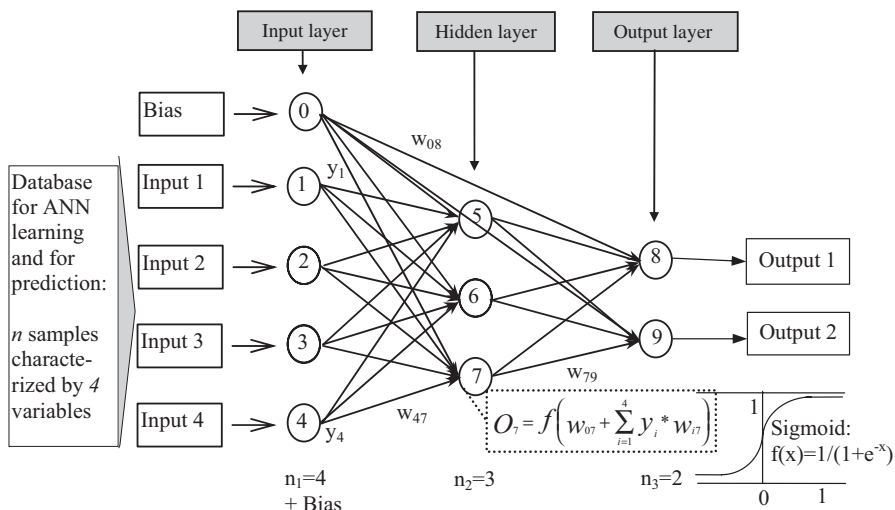 Input layer
Hidden layer
Output layer
Bias
0
w08
Database
for ANN
learning
and for
prediction:
n samples
characte-
rized by 4
variables
Input 1
1
y1
5
Input 2
2
8
Output 1
6
Input 3
3
9
Output 2
7
w79
Input 4
4
y4
w47
O7 = f( w07 + ∑ i=1 4 yi * wi7 )
1
Sigmoid:
f(x)=1/(1+e-x)
0
1
n1=4
+ Bias
n2=3
n3=2